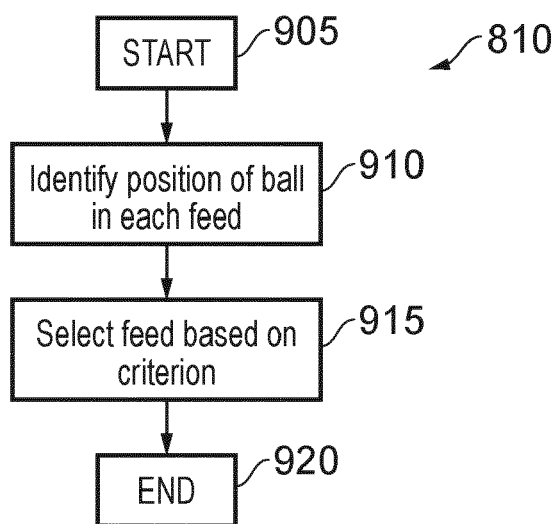 START
905
810
Identify position of ball
in each feed
910
Select feed based on
criterion
915
END
920